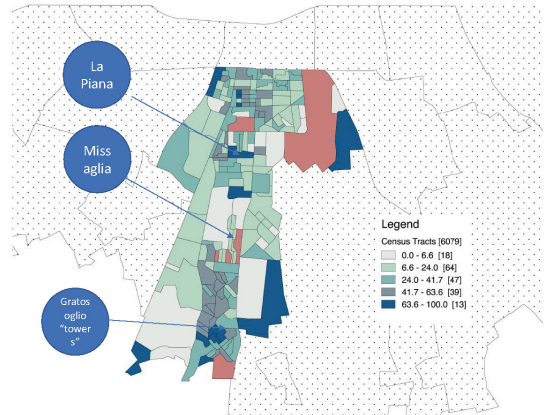 La
Piana
Miss
aglia
Gratos
oglio
"tower
s"
Legend
Census Tracts [6079]
0.0 - 6.6 [18]
6.6 - 24.0 [64]
24.0 - 41.7 [47]
41.7 - 63.6 [39]
63.6 - 100.0 [13]